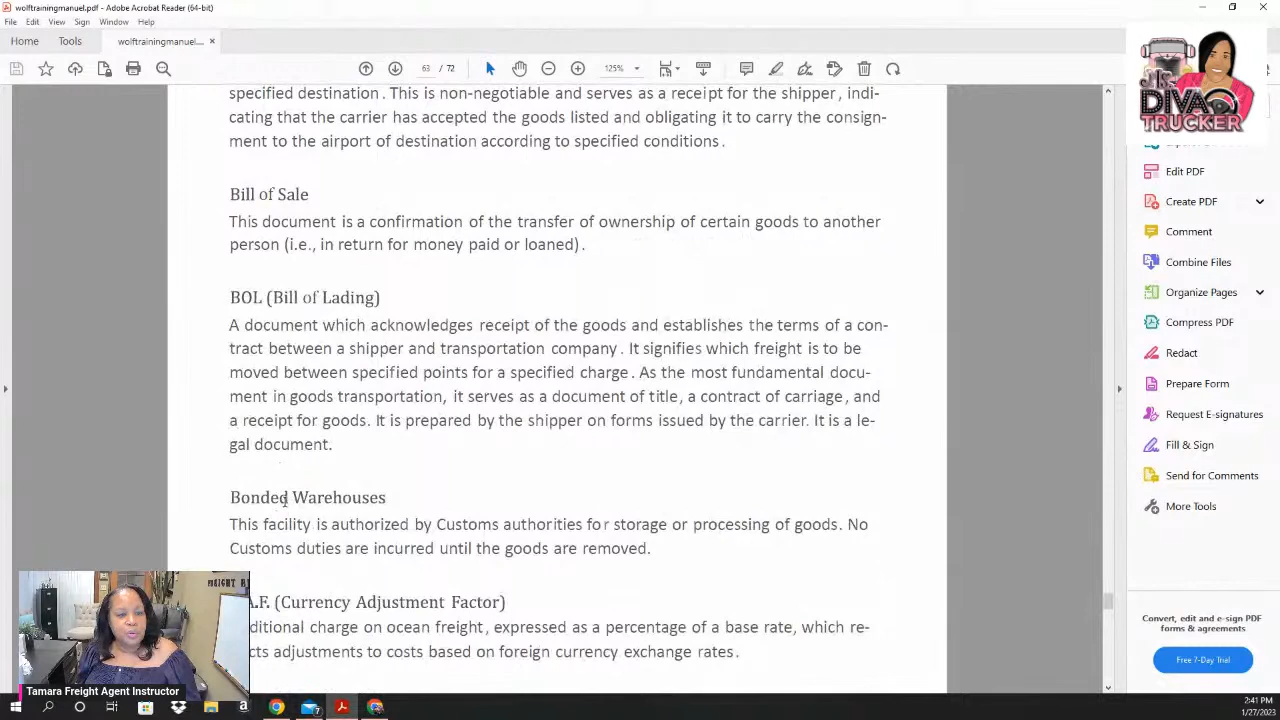 wolftrainingmanuel.pdf - Adobe Acrobat Reader (64-bit)
File Edit View Sign Window Help
Home Tools wolftrainingmanuel....
63 125%
specified destination. This is non-negotiable and serves as a receipt for the shipper, indi-
cating that the carrier has accepted the goods listed and obligating it to carry the consign-
ment to the airport of destination according to specified conditions.
Bill of Sale
This document is a confirmation of the transfer of ownership of certain goods to another
person (i.e., in return for money paid or loaned).
BOL (Bill of Lading)
A document which acknowledges receipt of the goods and establishes the terms of a con-
tract between a shipper and transportation company. It signifies which freight is to be
moved between specified points for a specified charge. As the most fundamental docu-
ment in goods transportation, it serves as a document of title, a contract of carriage, and
a receipt for goods. It is prepared by the shipper on forms issued by the carrier. It is a le-
gal document.
Bonded Warehouses
This facility is authorized by Customs authorities for storage or processing of goods. No
Customs duties are incurred until the goods are removed.
.F. (Currency Adjustment Factor)
ditional charge on ocean freight, expressed as a percentage of a base rate, which re-
cts adjustments to costs based on foreign currency exchange rates.
DIVA
TRUCKER
Edit PDF
Create PDF
Comment
Combine Files
Organize Pages
Compress PDF
Redact
Prepare Form
Request E-signatures
Fill & Sign
Send for Comments
More Tools
Convert, edit and e-sign PDF
forms & agreements
Free 7-Day Trial
Tamara Freight Agent Instructor
7
2:41 PM
1/27/2023